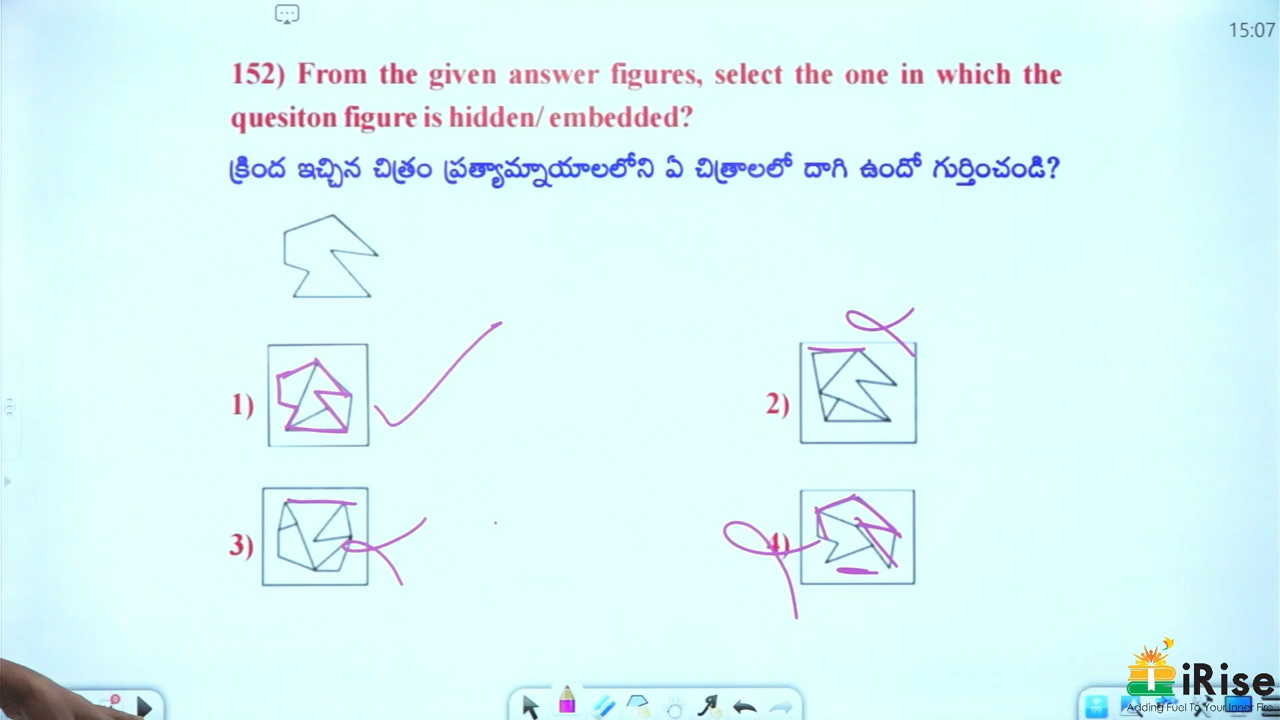 15:07
152) From the given answer figures, select the one in which the
quesiton figure is hidden/ embedded?
క్రింద ఇచ్చిన చిత్రం ప్రత్యామ్నాయాలలోని ఏ చిత్రాలలో దాగి ఉందో గుర్తించండి?
1)
2)
3)
4)
iRise
Adding Fuel To Your Inner Fire